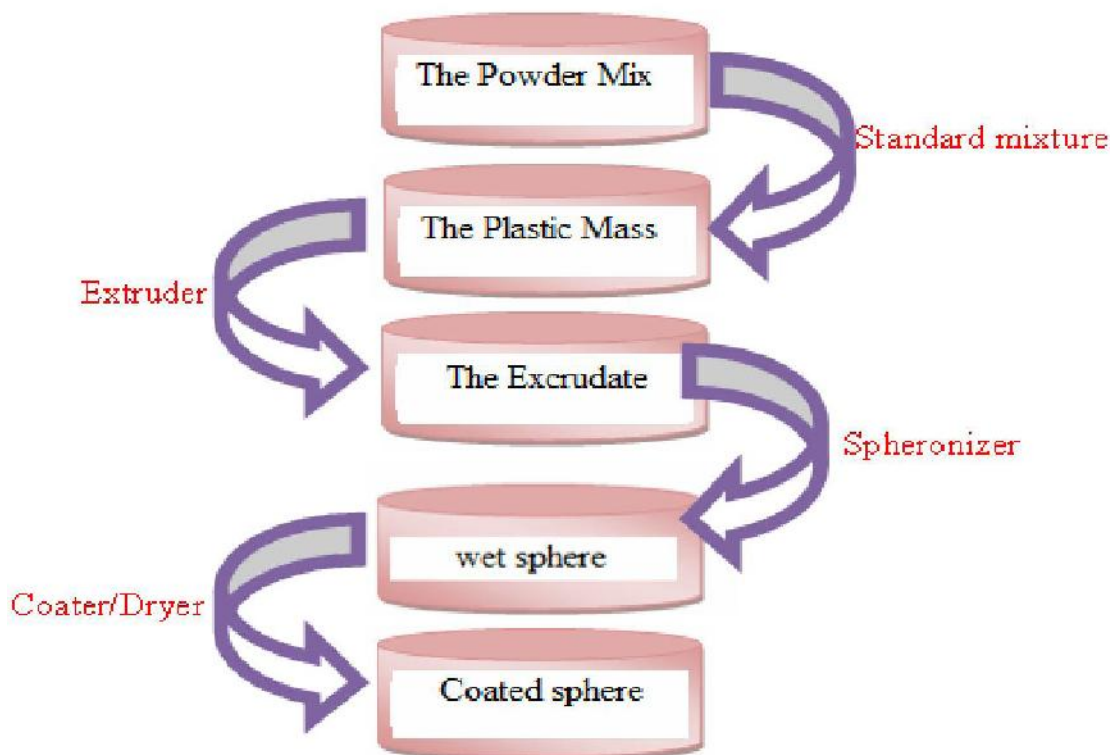 The Powder Mix
Standard mixture
The Plastic Mass
Extruder
The Excrudate
Spheronizer
wet sphere
Coater/Dryer
Coated sphere